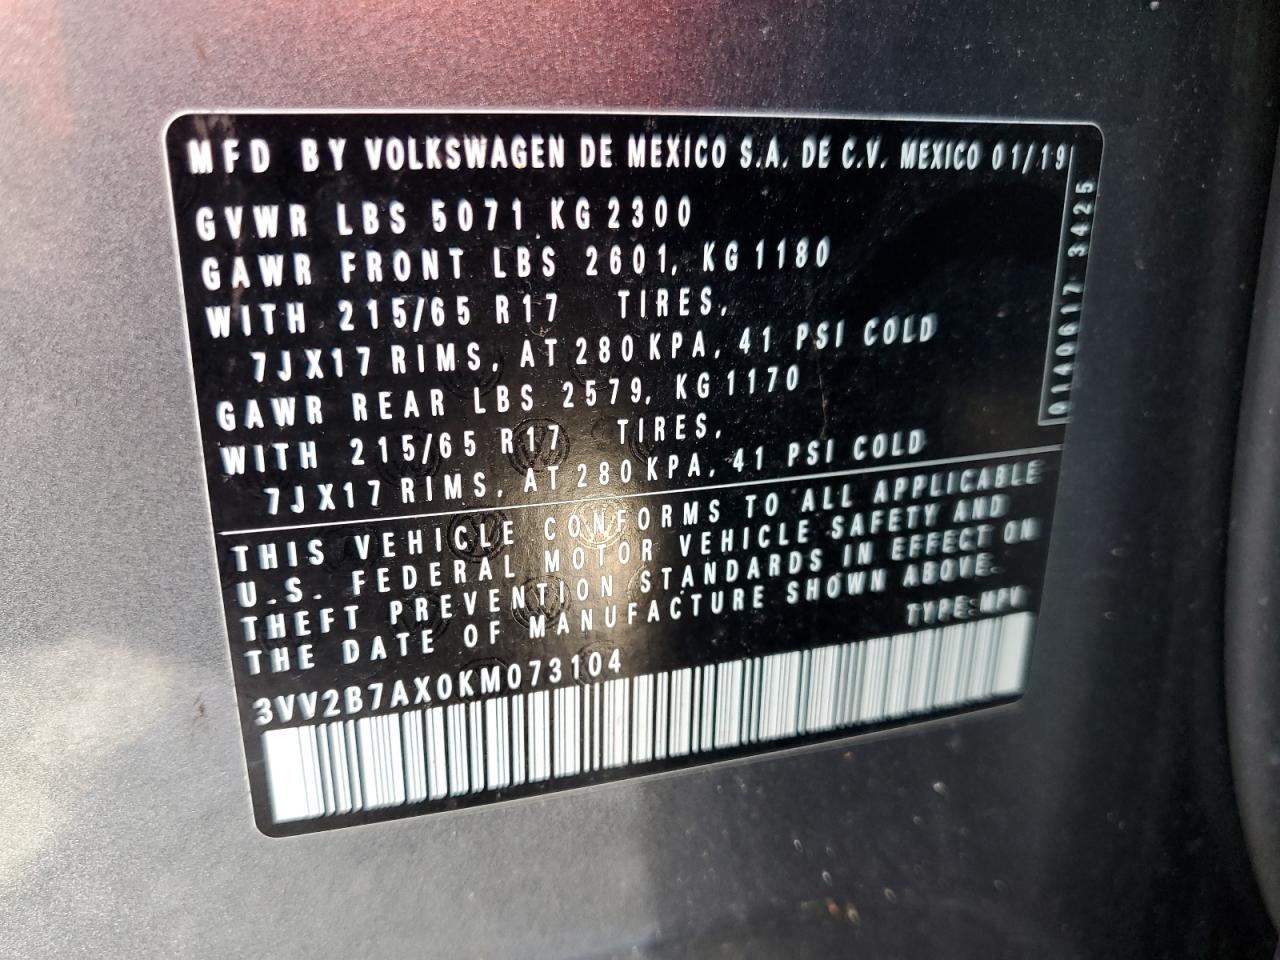 MFD BY VOLKSWAGEN DE MEXICO S.A. DE C.V. MEXICO 01/19
GVWR LBS 5071 KG 2300
GAWR FRONT LBS 2601, KG 1180
WITH 215/65 R17 TIRES,
7JX17 RIMS, AT 280 KPA, 41 PSI COLD
GAWR REAR LBS 2579, KG 1170
WITH 215/65 R17 TIRES,
7JX17 RIMS, AT 280 KPA, 41 PSI COLD
0140617 3425
THIS VEHICLE CONFORMS TO ALL APPLICABLE
U.S. FEDERAL MOTOR VEHICLE SAFETY AND
THEFT PREVENTION STANDARDS IN EFFECT ON
THE DATE OF MANUFACTURE SHOWN ABOVE.
TYPE: MPV
3VV2B7AX0KM073104